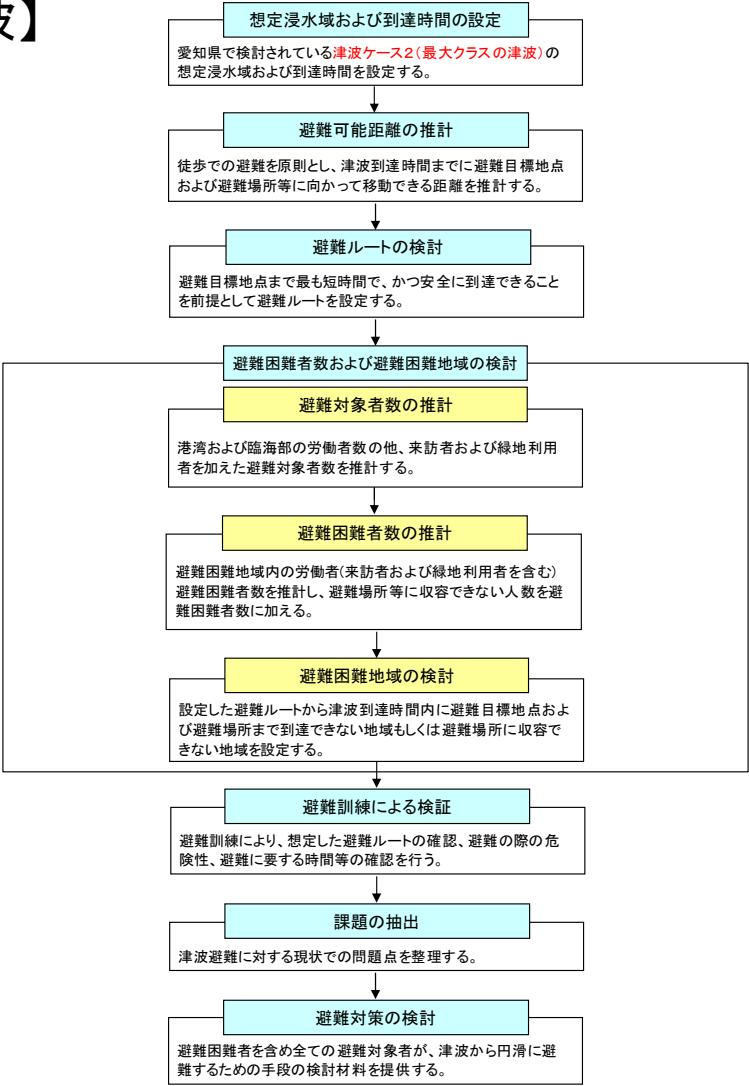 波】
想定浸水域および到達時間の設定
愛知県で検討されている津波ケース2(最大クラスの津波)の
想定浸水域および到達時間を設定する。
避難可能距離の推計
徒歩での避難を原則とし、津波到達時間までに避難目標地点
および避難場所等に向かって移動できる距離を推計する。
避難ルートの検討
避難目標地点まで最も短時間で、かつ安全に到達できること
を前提として避難ルートを設定する。
避難困難者数および避難困難地域の検討
避難対象者数の推計
港湾および臨海部の労働者数の他、来訪者および緑地利用
者を加えた避難対象者数を推計する。
避難困難者数の推計
避難困難地域内の労働者(来訪者および緑地利用者を含む)
避難困難者数を推計し、避難場所等に収容できない人数を避
難困難者数に加える。
避難困難地域の検討
設定した避難ルートから津波到達時間内に避難目標地点およ
び避難場所まで到達できない地域もしくは避難場所に収容で
きない地域を設定する。
避難訓練による検証
避難訓練により、想定した避難ルートの確認、避難の際の危
険性、避難に要する時間等の確認を行う。
課題の抽出
津波避難に対する現状での問題点を整理する。
避難対策の検討
避難困難者を含め全ての避難対象者が、津波から円滑に避
難するための手段の検討材料を提供する。